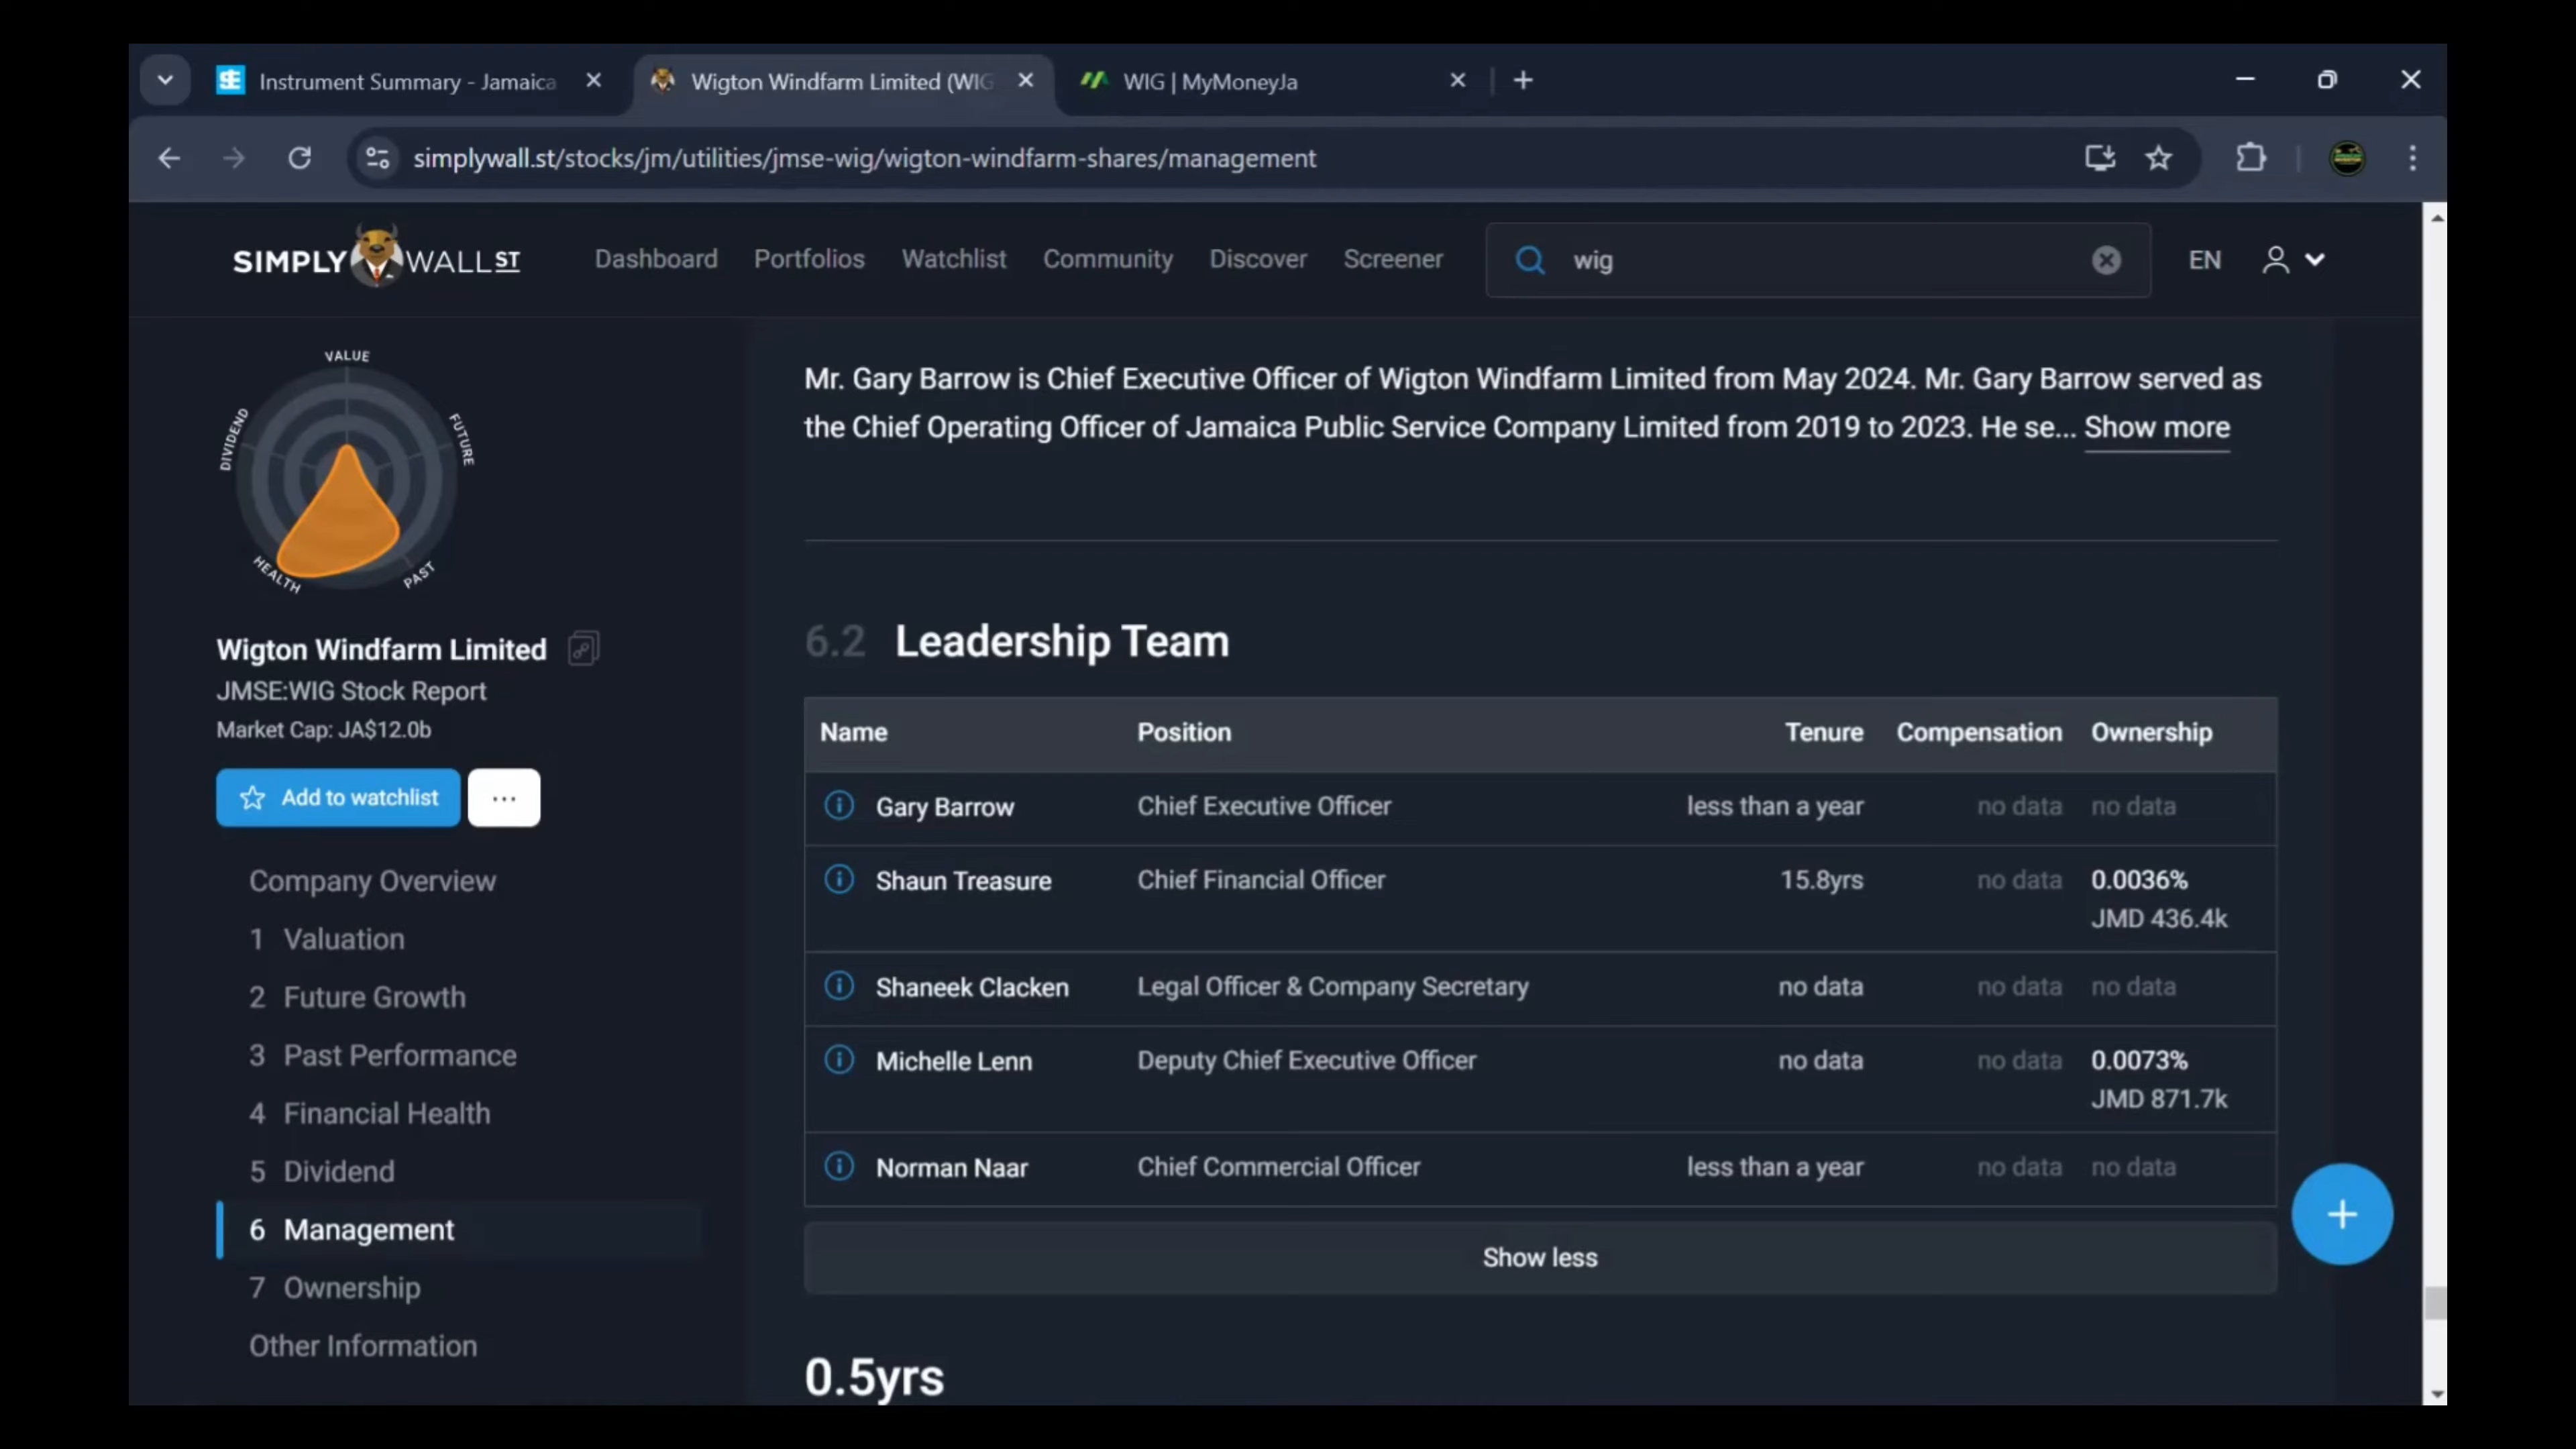 Instrument Summary - Jamaica
Wigton Windfarm Limited (WIG
WIG | MyMoneyJa
simplywall.st/stocks/jm/utilities/jmse-wig/wigton-windfarm-shares/management
SIMPLY WALL ST
Dashboard
Portfolios
Watchlist
Community
Discover
Screener
wig
EN
VALUE
FUTURE
PAST
HEALTH
DIVIDEND
Wigton Windfarm Limited
JMSE:WIG Stock Report
Market Cap: JA$12.0b
Add to watchlist
...
Company Overview
1 Valuation
2 Future Growth
3 Past Performance
4 Financial Health
5 Dividend
6 Management
7 Ownership
Other Information
Mr. Gary Barrow is Chief Executive Officer of Wigton Windfarm Limited from May 2024. Mr. Gary Barrow served as
the Chief Operating Officer of Jamaica Public Service Company Limited from 2019 to 2023. He se... Show more
6.2 Leadership Team
Name Position Tenure Compensation Ownership
Gary Barrow Chief Executive Officer less than a year no data no data
Shaun Treasure Chief Financial Officer 15.8yrs no data 0.0036%
JMD 436.4k
Shaneek Clacken Legal Officer & Company Secretary no data no data no data
Michelle Lenn Deputy Chief Executive Officer no data no data 0.0073%
JMD 871.7k
Norman Naar Chief Commercial Officer less than a year no data no data
Show less
0.5yrs